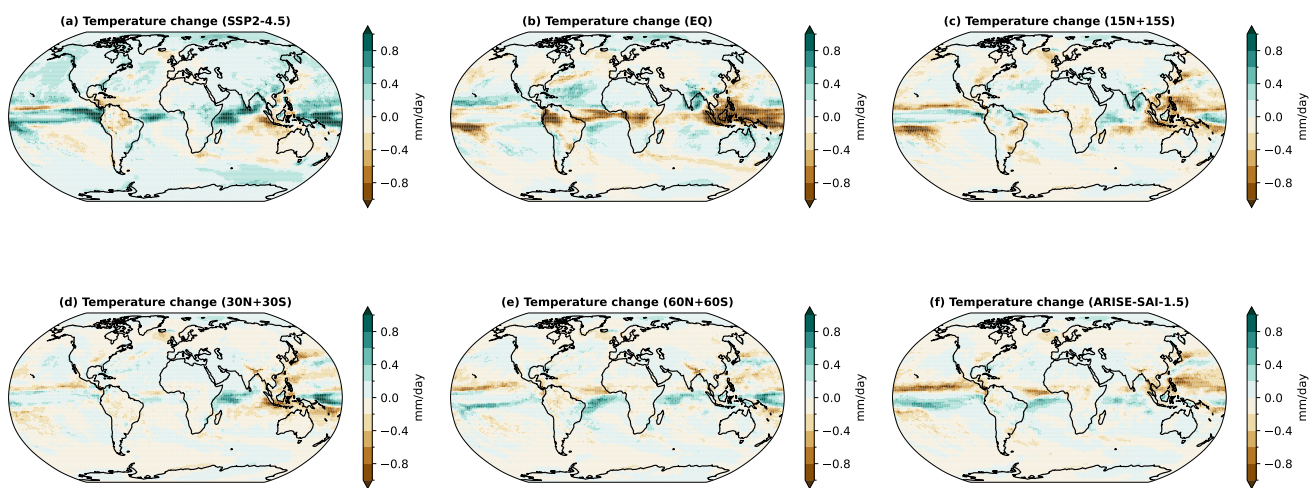 (a) Temperature change (SSP2-4.5)
0.8
0.4
0.0
−0.4
−0.8
mm/day
(b) Temperature change (EQ)
0.8
0.4
0.0
−0.4
−0.8
mm/day
(c) Temperature change (15N+15S)
0.8
0.4
0.0
−0.4
−0.8
mm/day
(d) Temperature change (30N+30S)
0.8
0.4
0.0
−0.4
−0.8
mm/day
(e) Temperature change (60N+60S)
0.8
0.4
0.0
−0.4
−0.8
mm/day
(f) Temperature change (ARISE-SAI-1.5)
0.8
0.4
0.0
−0.4
−0.8
mm/day